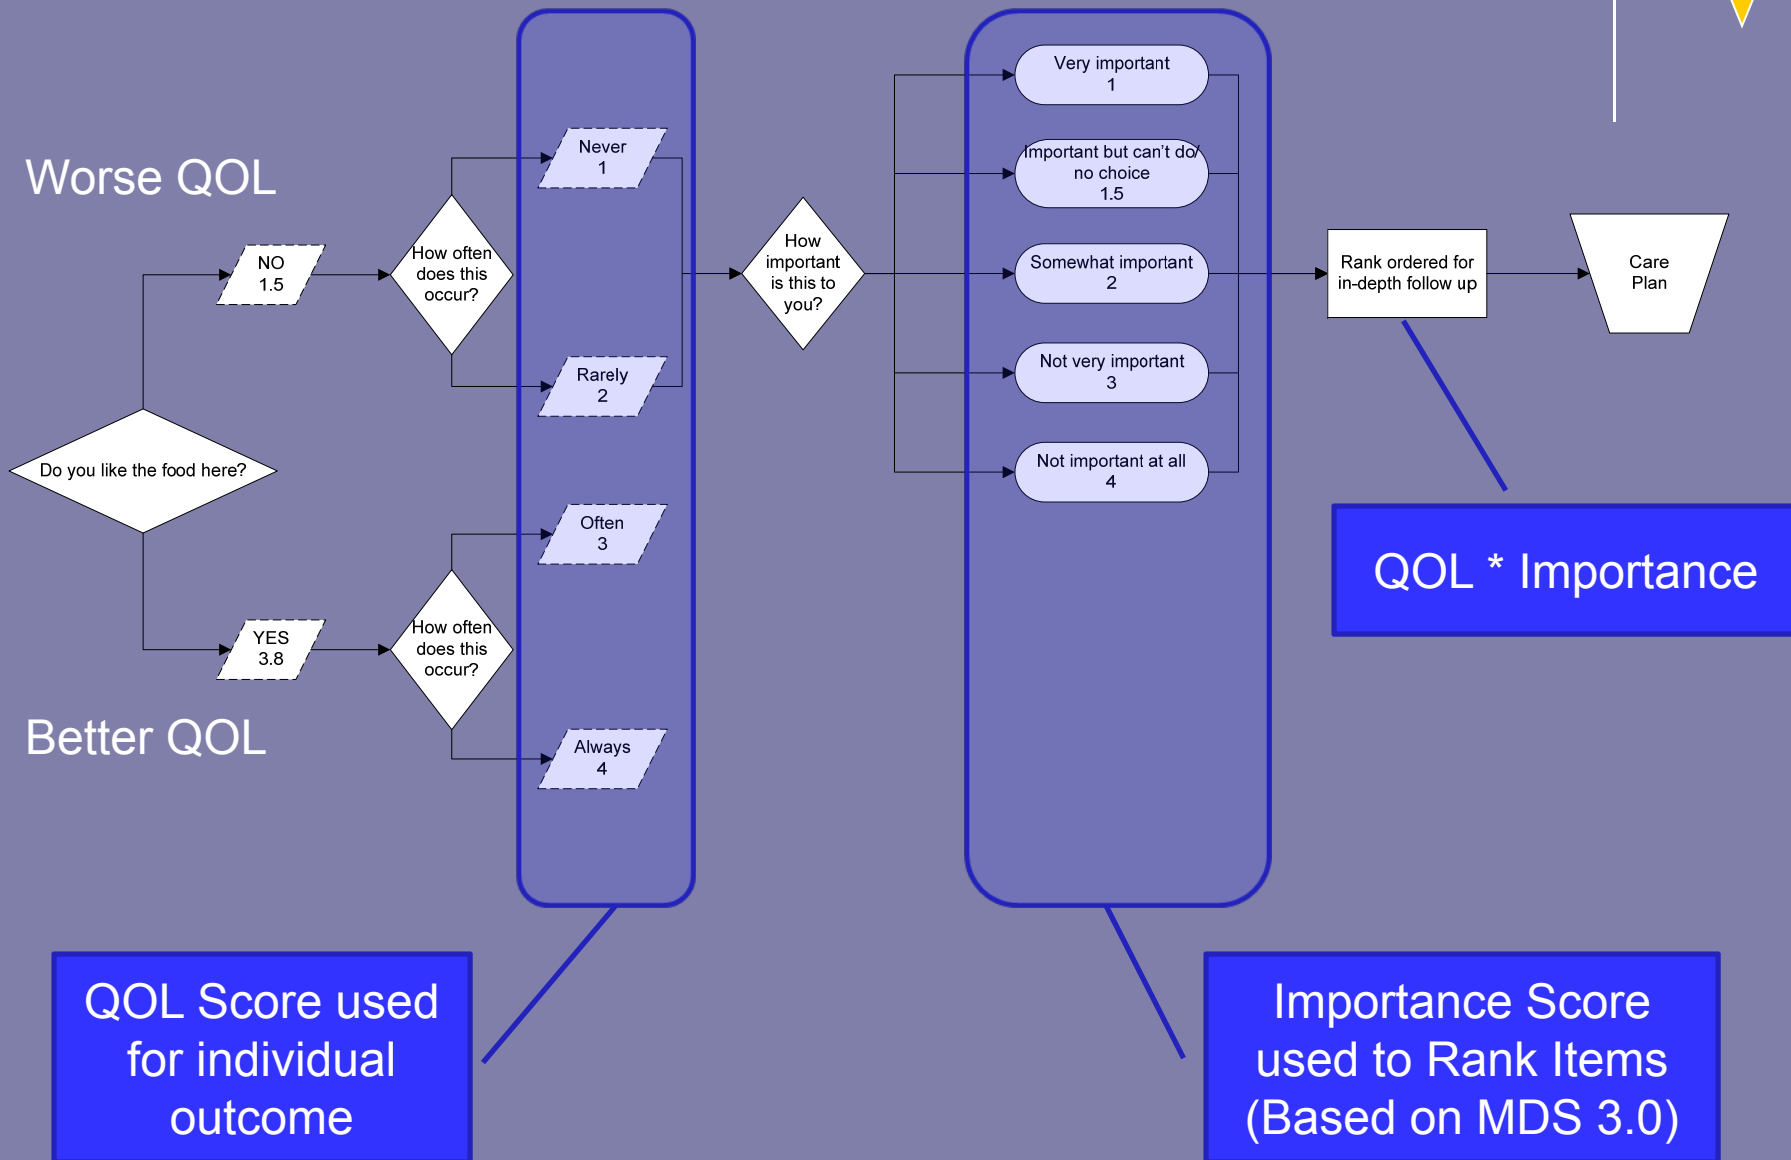 Worse QOL
Do you like the food here?
NO
1.5
YES
3.8
Better QOL
How often
does this
occur?
How often
does this
occur?
Never
1
Rarely
2
Often
3
Always
4
How
important
is this to
you?
Very important
1
Important but can't do/
no choice
1.5
Somewhat important
2
Not very important
3
Not important at all
4
Rank ordered for
in-depth follow up
Care
Plan
QOL * Importance
QOL Score used
for individual
outcome
Importance Score
used to Rank Items
(Based on MDS 3.0)